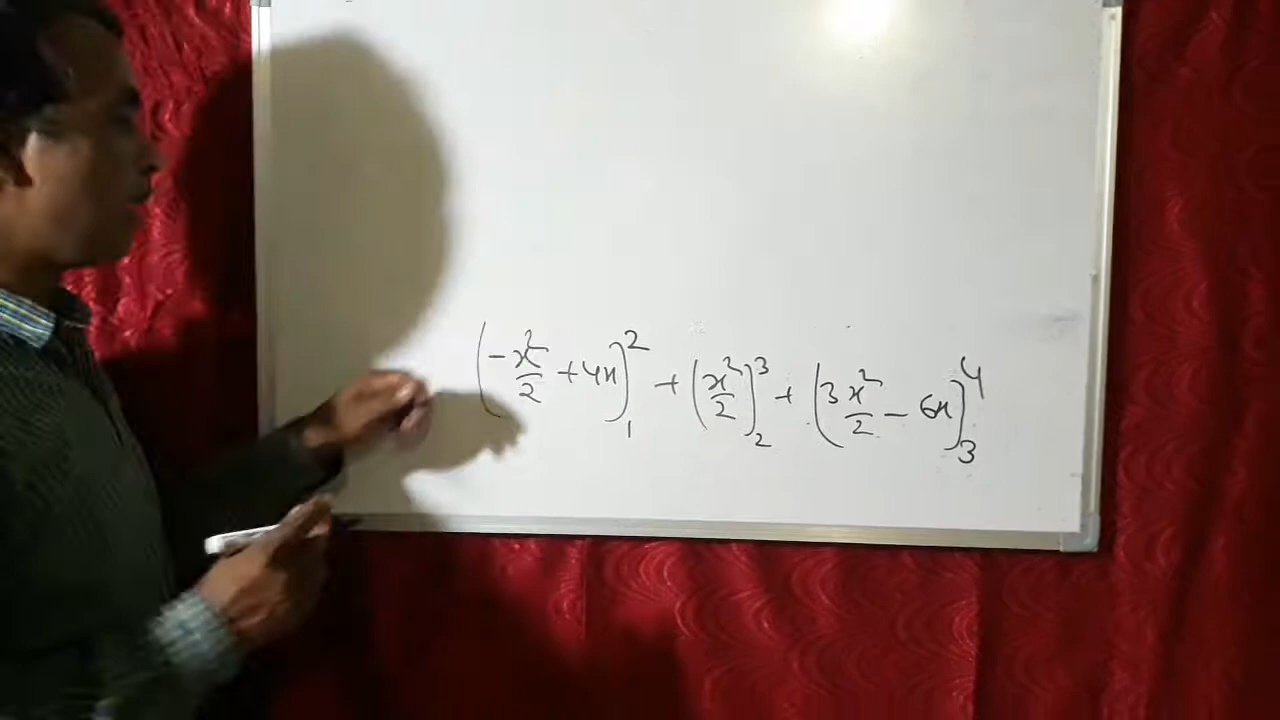 (-x²/2 + 4x]₁² + (x²/2]₂³ + (3x²/2 - 6x]₃⁴